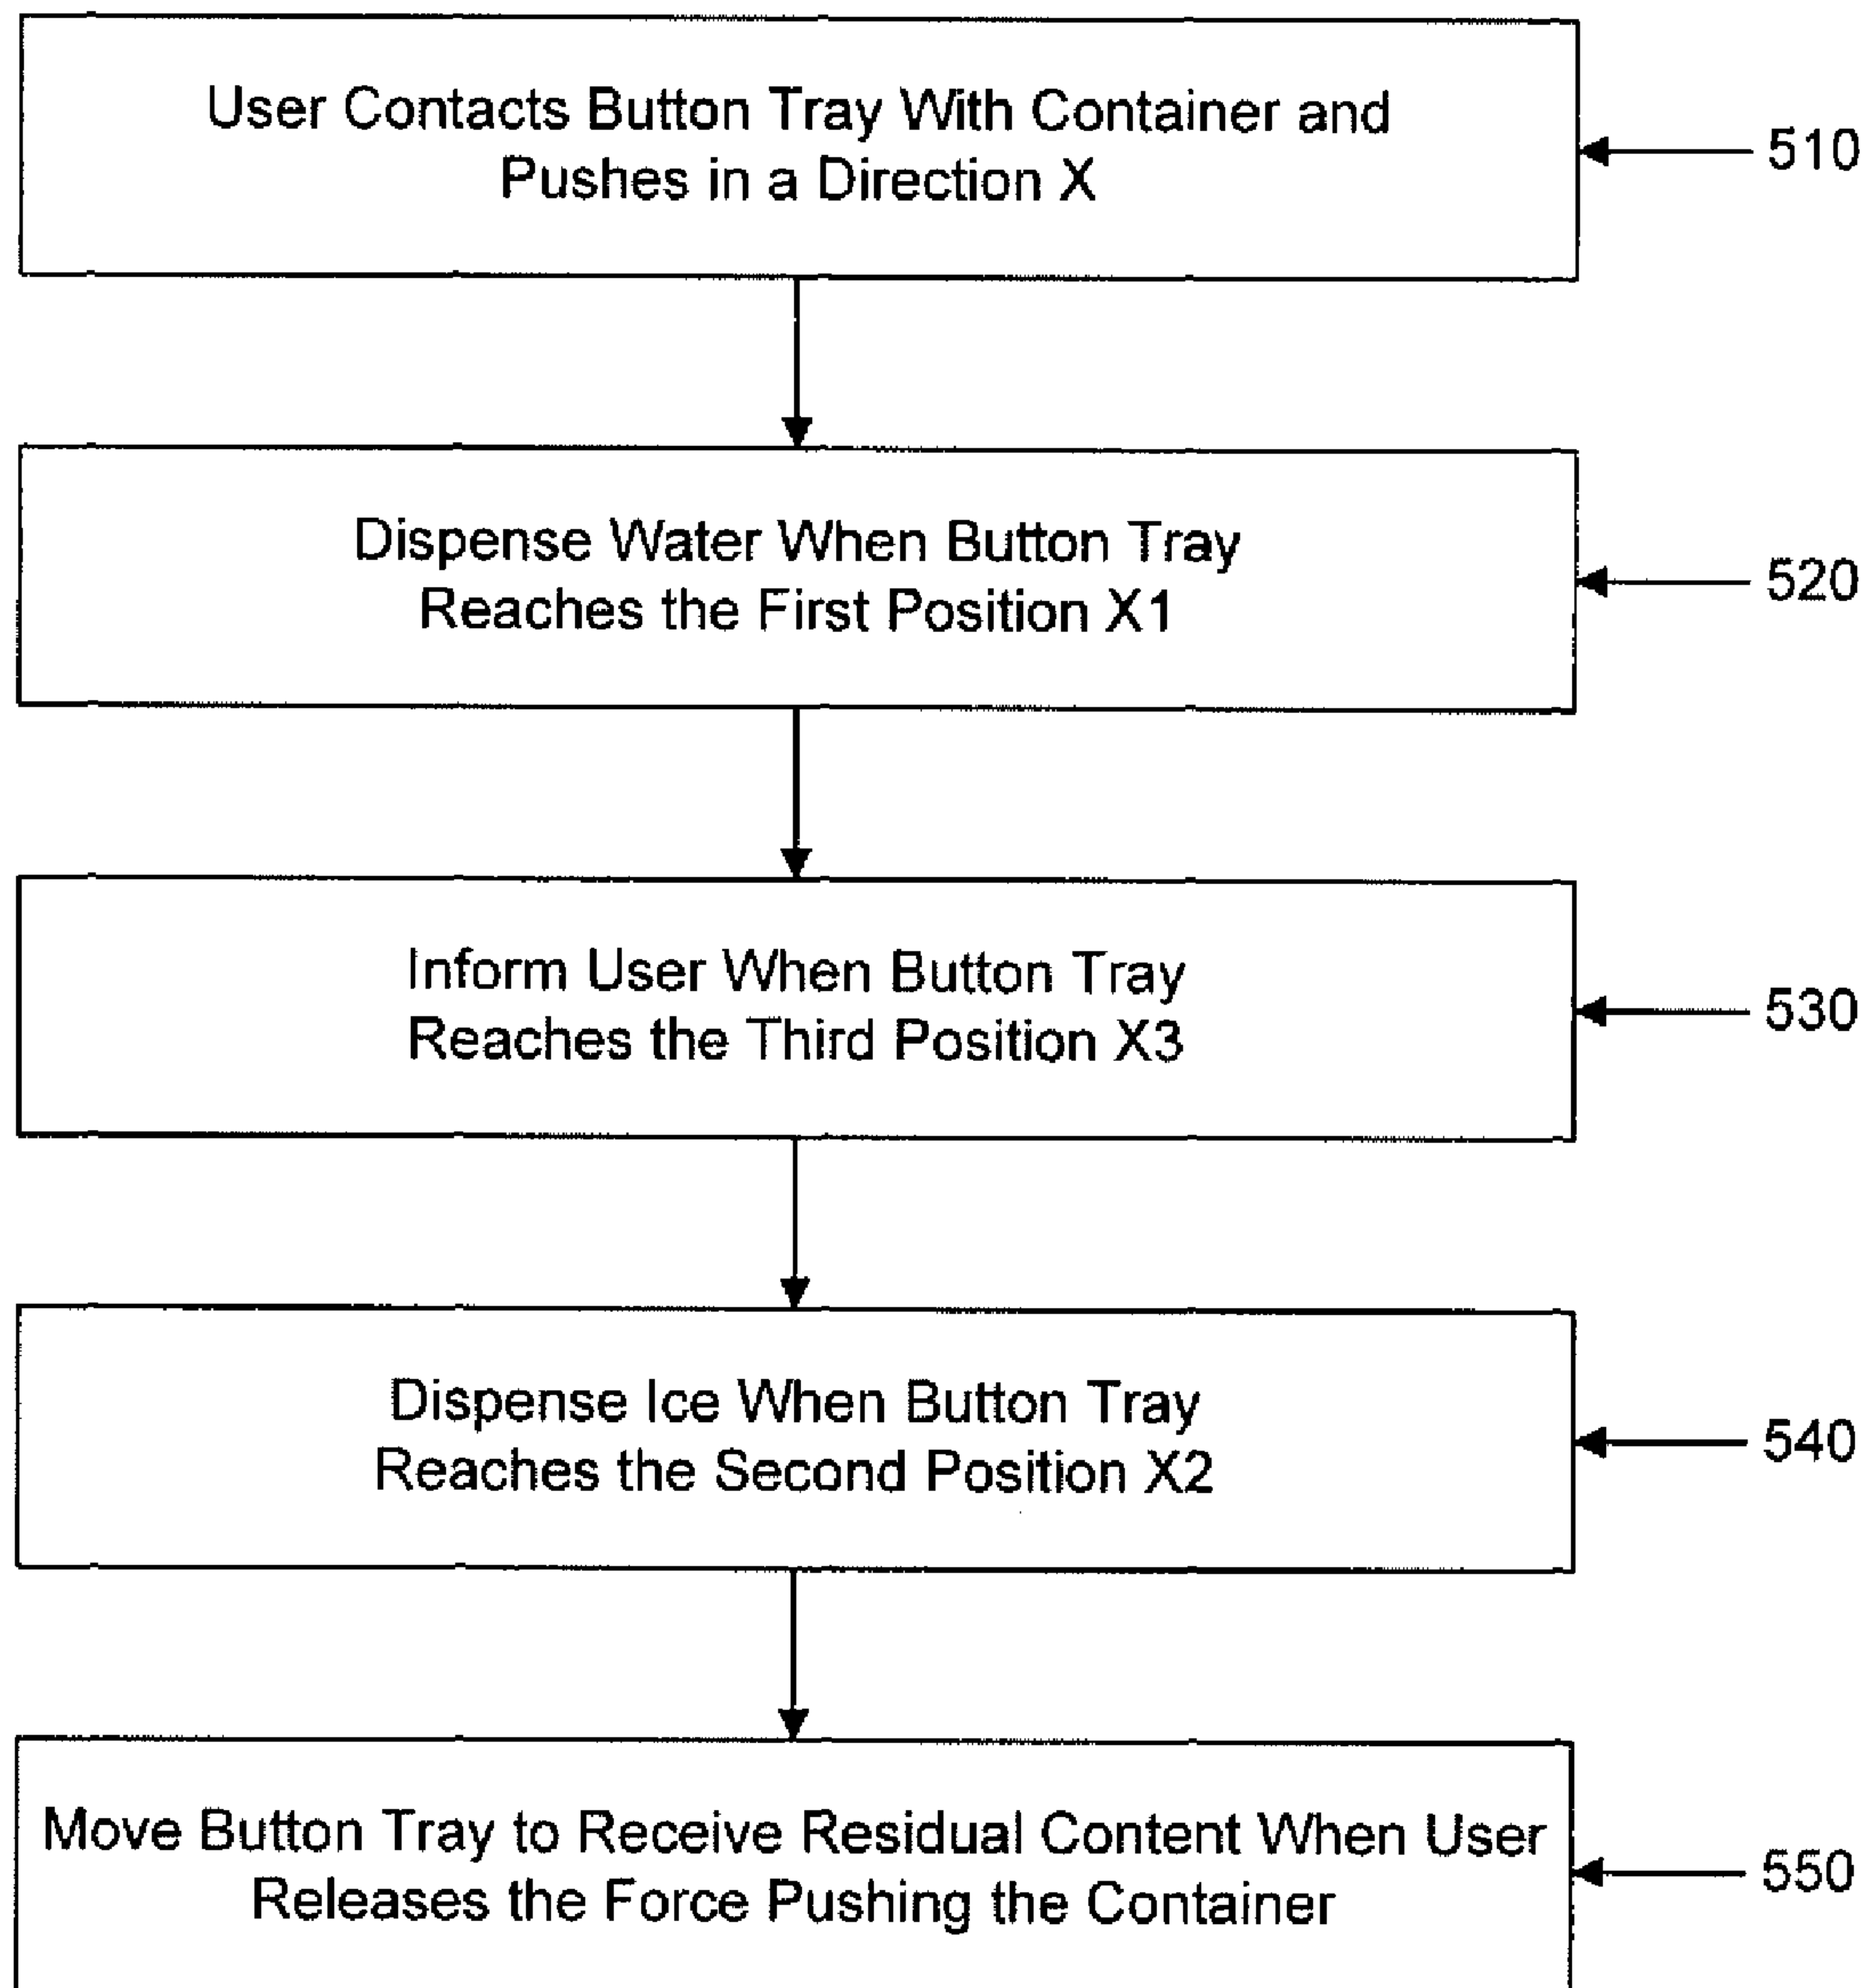 User Contacts Button Tray With Container and
Pushes in a Direction X
510
Dispense Water When Button Tray
Reaches the First Position X1
520
Inform User When Button Tray
Reaches the Third Position X3
530
Dispense Ice When Button Tray
Reaches the Second Position X2
540
Move Button Tray to Receive Residual Content When User
Releases the Force Pushing the Container
550